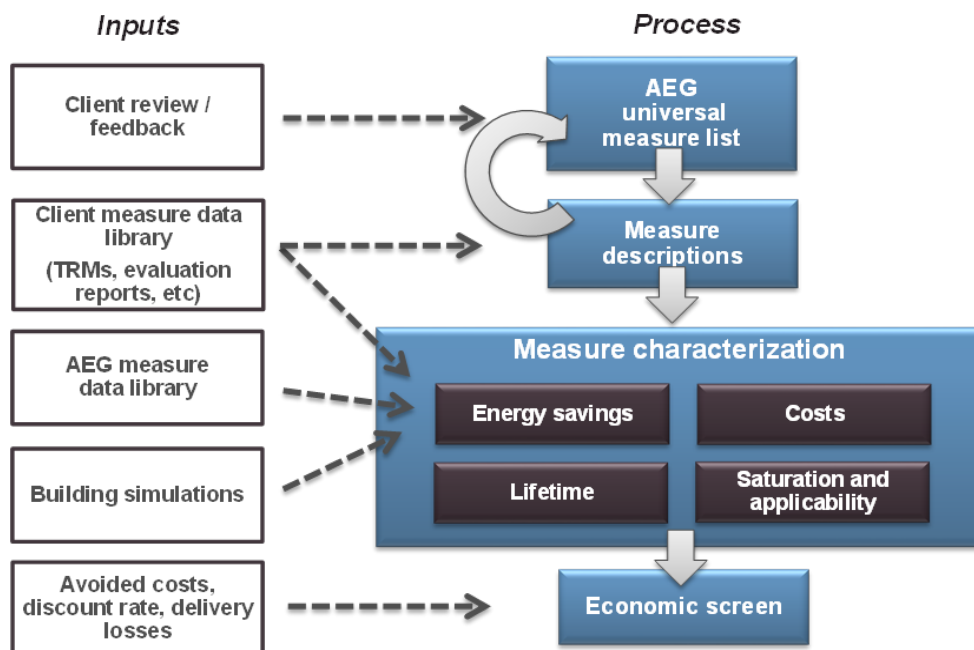 Inputs
Process
Client review /
feedback
AEG
universal
measure list
Client measure data
library
(TRMs, evaluation
reports, etc)
Measure
descriptions
AEG measure
data library
Measure characterization
Energy savings
Costs
Lifetime
Saturation and
applicability
Building simulations
Avoided costs,
discount rate, delivery
losses
Economic screen